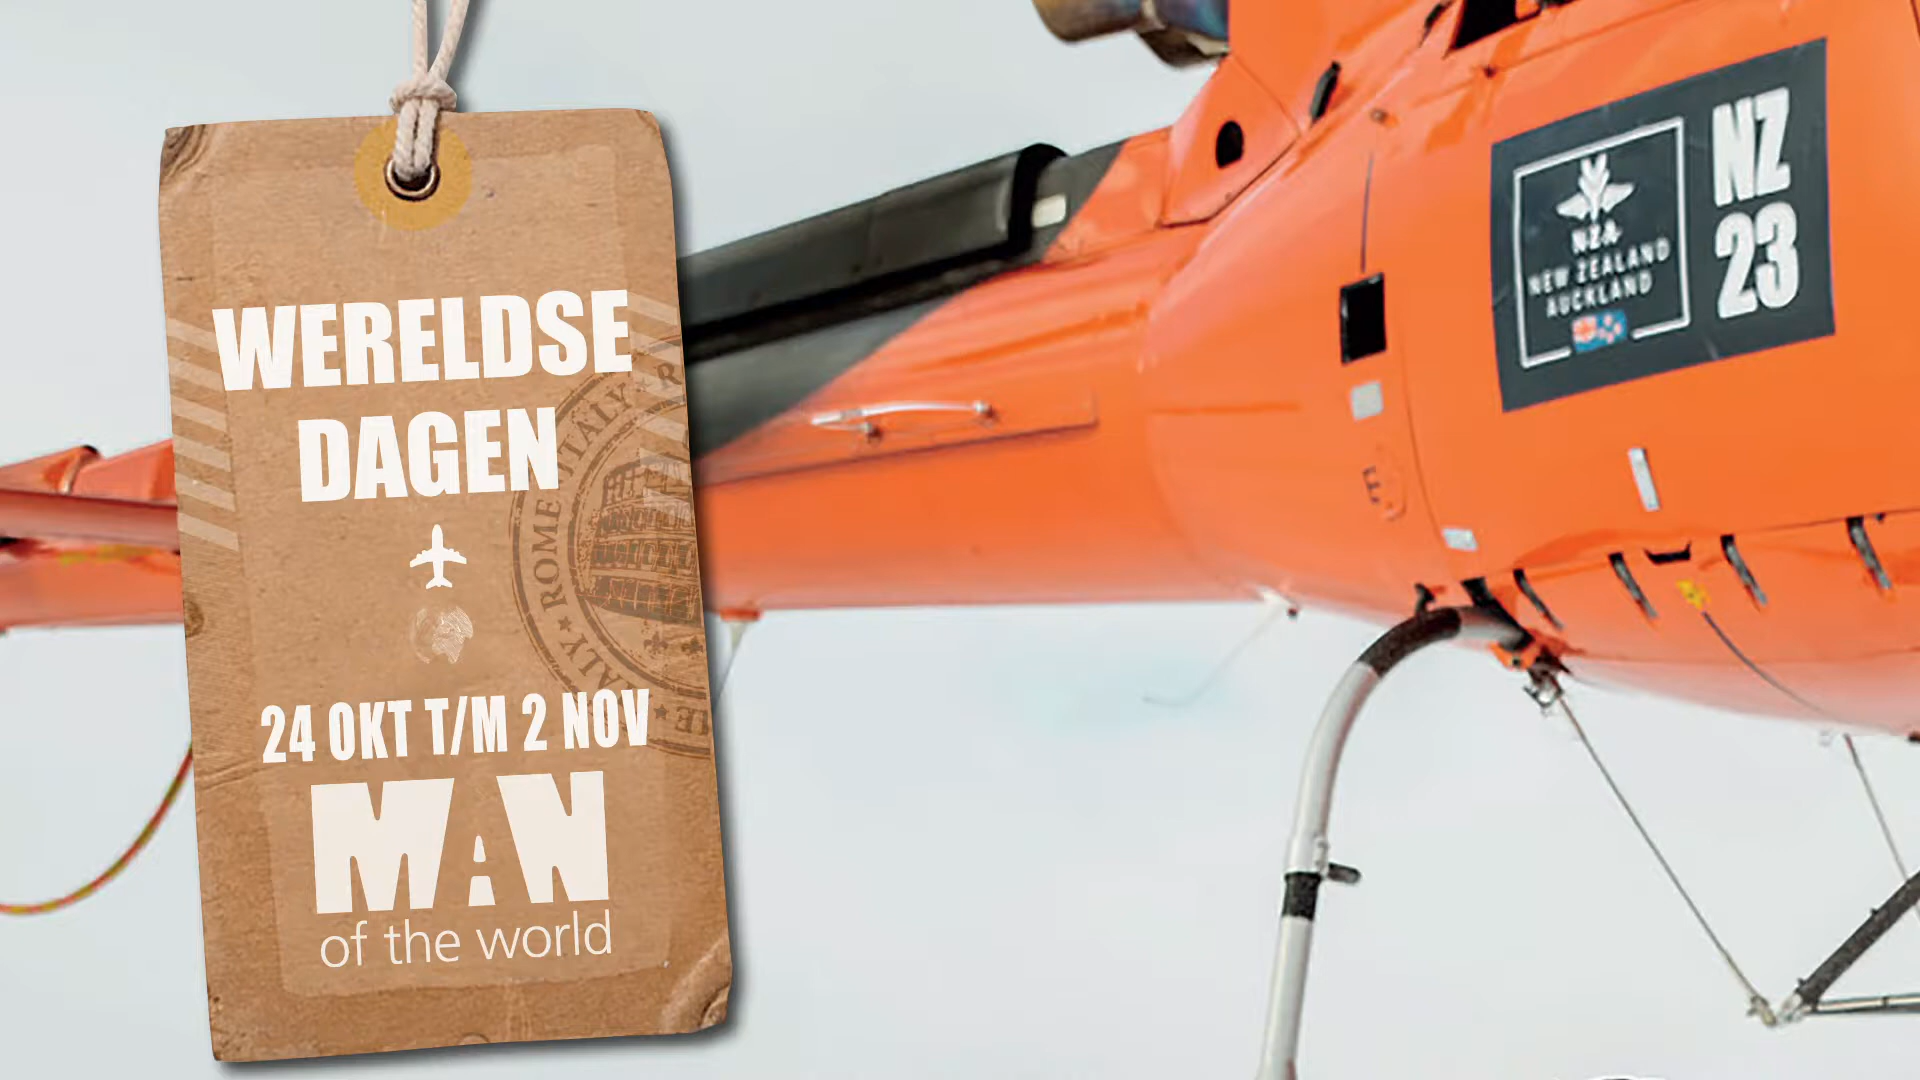 WERELDSE
DAGEN
24 OKT T/M 2 NOV
MAN
of the world
ROME ITALY
NZA
NEW ZEALAND
AUCKLAND
NZ
23